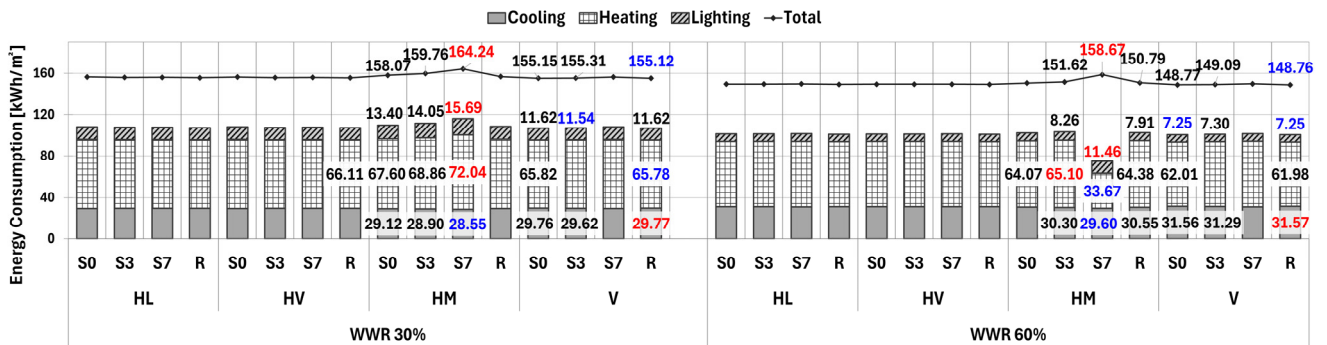 Cooling Heating Lighting Total
Energy Consumption [kWh/m²]
160
120
80
40
0
158.07 159.76 164.24 155.15 155.31 155.12
13.40 14.05 15.69 11.62 11.54 11.62
66.11 67.60 68.86 72.04 65.82 65.78
29.12 28.90 28.55 29.76 29.62 29.77
151.62 158.67 150.79 148.77 149.09 148.76
8.26 11.46 7.91 7.25 7.30 7.25
64.07 65.10 33.67 64.38 62.01 61.98
30.30 29.60 30.55 31.56 31.29 31.57
S0 S3 S7 R S0 S3 S7 R S0 S3 S7 R S0 S3 S7 R S0 S3 S7 R S0 S3 S7 R S0 S3 S7 R S0 S3 S7 R
HL HV HM V HL HV HM V
WWR 30% WWR 60%